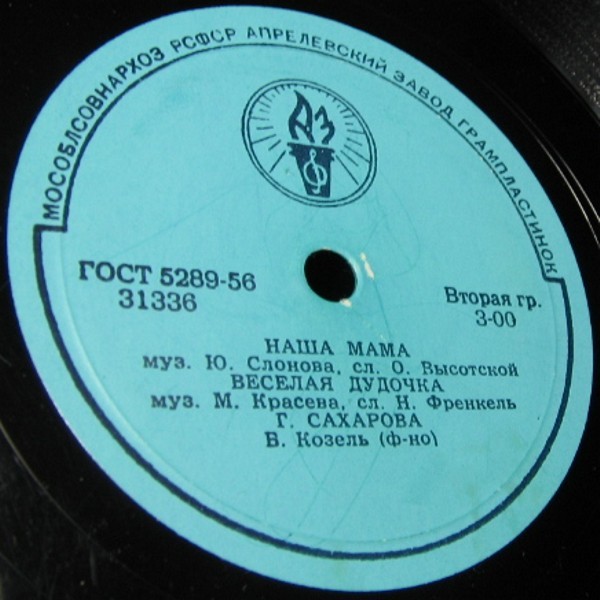 МОСОБЛСОВНАРХОЗ РСФСР АПРЕЛЕВСКИЙ ЗАВОД ГРАМПЛАСТИНОК
АЗ
ГОСТ 5289-56
31336
Вторая гр.
3-00
НАША МАМА
муз. Ю. Слонова, сл. О. Высотской
ВЕСЕЛАЯ ДУДОЧКА
муз. М. Красева, сл. Н. Френкель
Г. САХАРОВА
В. Козель (ф-но)